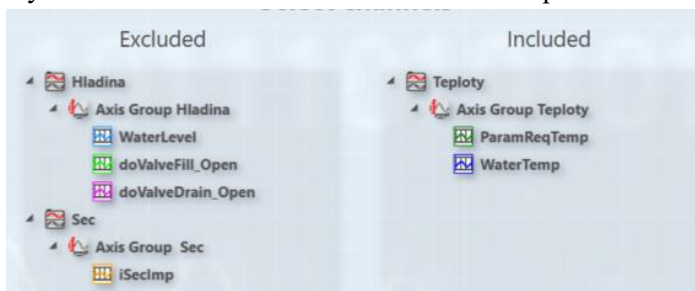 Excluded
Hladina
Axis Group Hladina
WaterLevel
doValveFill_Open
doValveDrain_Open
Sec
Axis Group Sec
iSecImp
Included
Teploty
Axis Group Teploty
ParamReqTemp
WaterTemp